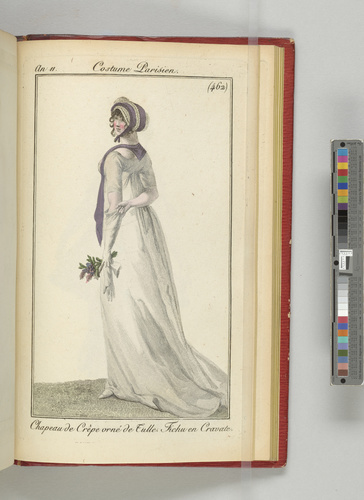 An 11.
Costume Parisien.
(462)
Chapeau de Crêpe orné de Tulle. Fichu en Cravate.